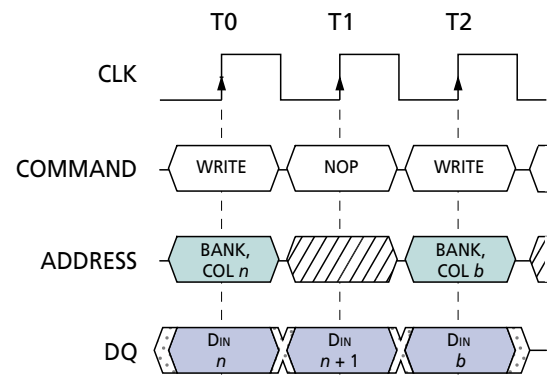 T0 T1 T2
CLK
COMMAND WRITE NOP WRITE
ADDRESS BANK, COL n BANK, COL b
DQ DIN n DIN n + 1 DIN b